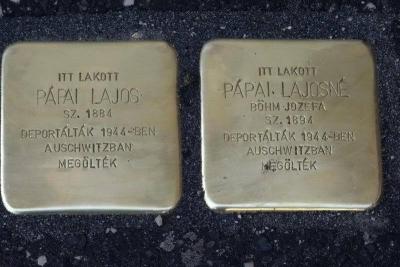 ITT LAKOTT
PÁPAI LAJOS
SZ. 1884
DEPORTÁLTÁK 1944-BEN
AUSCHWITZBAN
MEGÖLTÉK
ITT LAKOTT
PÁPAI LAJOSNÉ
BÖHM JOZEFA
SZ. 1894
DEPORTÁLTÁK 1944-BEN
AUSCHWITZBAN
MEGÖLTÉK